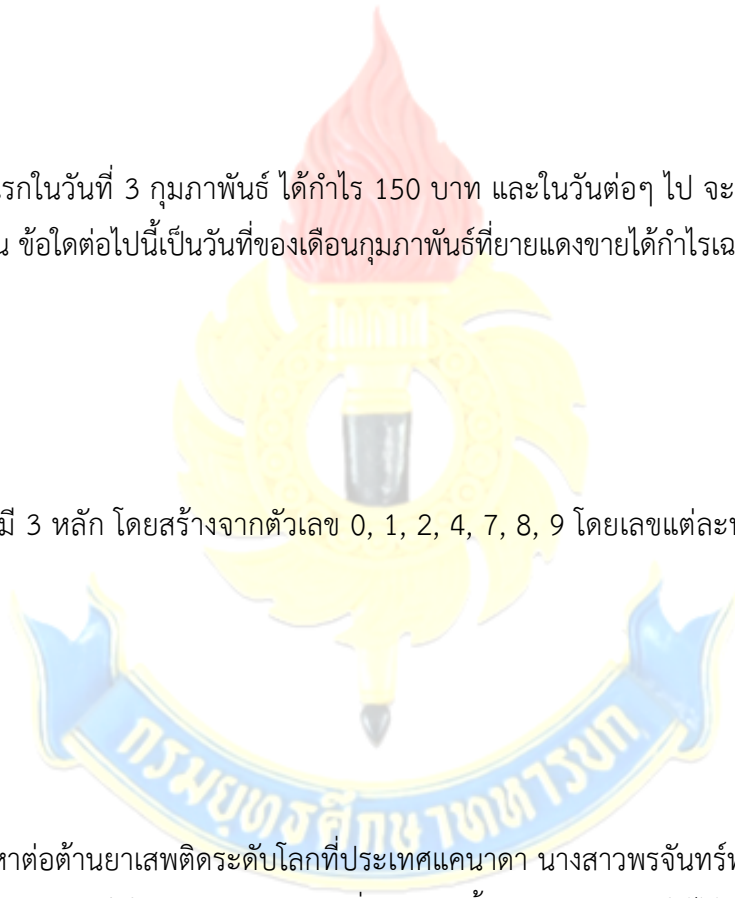 รกในวันที่ 3 กุมภาพันธ์ ได้กำไร 150 บาท และในวันต่อๆ ไป จะ
น ข้อใดต่อไปนี้เป็นวันที่ของเดือนกุมภาพันธ์ที่ยายแดงขายได้กำไรเฉ
มี 3 หลัก โดยสร้างจากตัวเลข 0, 1, 2, 4, 7, 8, 9 โดยเลขแต่ละ
กรมยุทธศึกษาทหารบก
หาต่อต้านยาเสพติดระดับโลกที่ประเทศแคนาดา นางสาวพรจันทร์